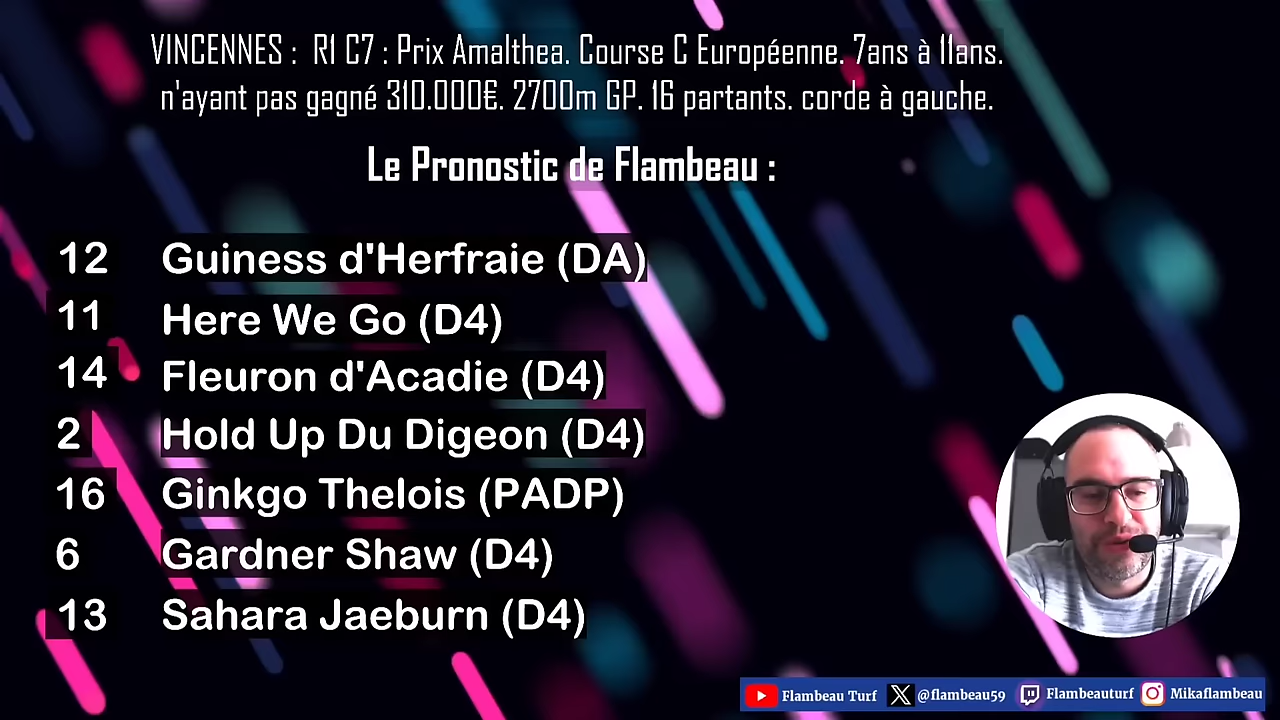 VINCENNES : R1 C7 : Prix Amalthea. Course C Européenne. 7ans à 11ans.
n'ayant pas gagné 310.000€. 2700m GP. 16 partants. corde à gauche.
Le Pronostic de Flambeau :
12 Guiness d'Herfraie (DA)
11 Here We Go (D4)
14 Fleuron d'Acadie (D4)
2 Hold Up Du Digeon (D4)
16 Ginkgo Thelois (PADP)
6 Gardner Shaw (D4)
13 Sahara Jaeburn (D4)
Flambeau Turf @flambeau59 Flambeauturf Mikaflambeau